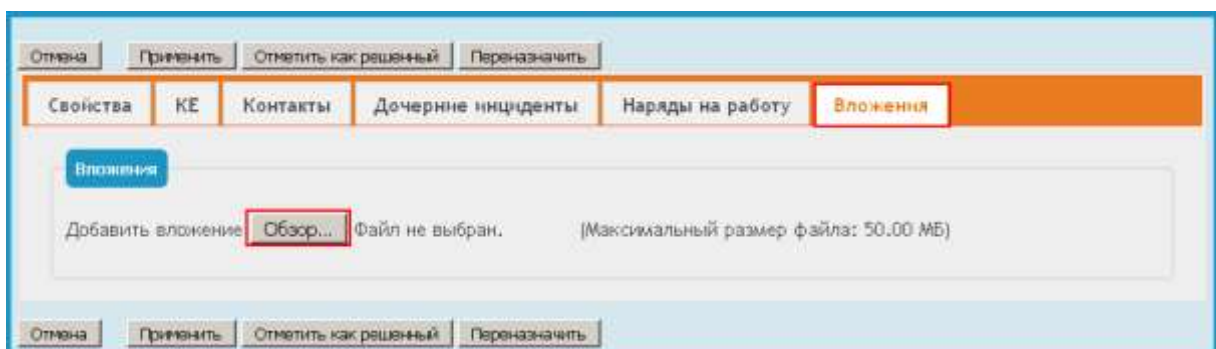 Отмена Применить Отметить как решенный Переназначить
Свойства КЕ Контакты Дочерние инциденты Наряды на работу Вложения
Вложения
Добавить вложение Обзор... Файл не выбран. (Максимальный размер файла: 50.00 МБ)
Отмена Применить Отметить как решенный Переназначить